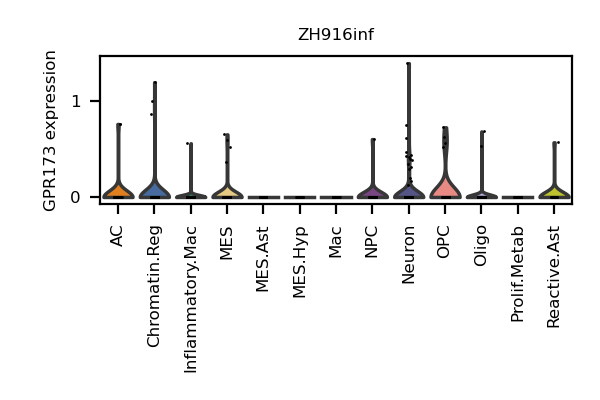 ZH916inf
GPR173 expression
1
0
AC
Chromatin.Reg
Inflammatory.Mac
MES
MES.Ast
MES.Hyp
Mac
NPC
Neuron
OPC
Oligo
Prolif.Metab
Reactive.Ast